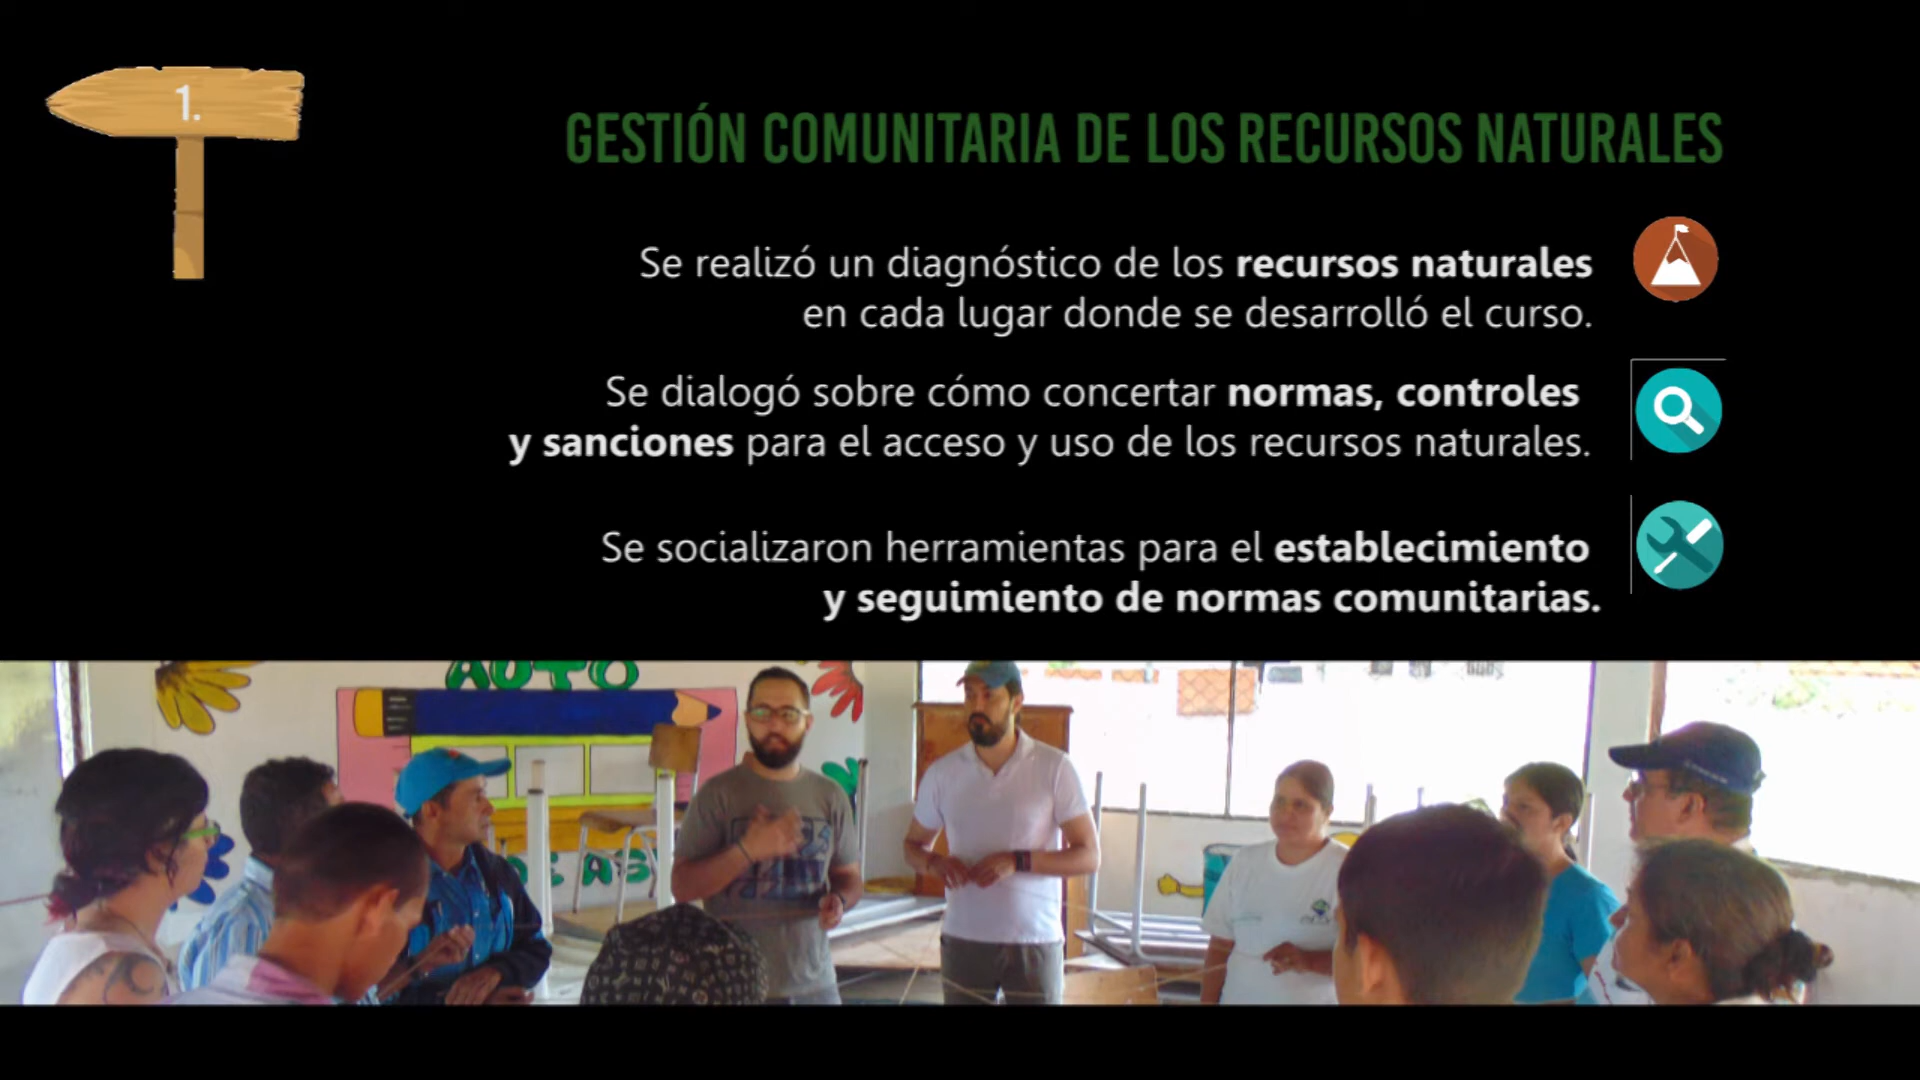 1.
GESTIÓN COMUNITARIA DE LOS RECURSOS NATURALES
Se realizó un diagnóstico de los recursos naturales
en cada lugar donde se desarrolló el curso.
Se dialogó sobre cómo concertar normas, controles
y sanciones para el acceso y uso de los recursos naturales.
Se socializaron herramientas para el establecimiento
y seguimiento de normas comunitarias.
AUTO